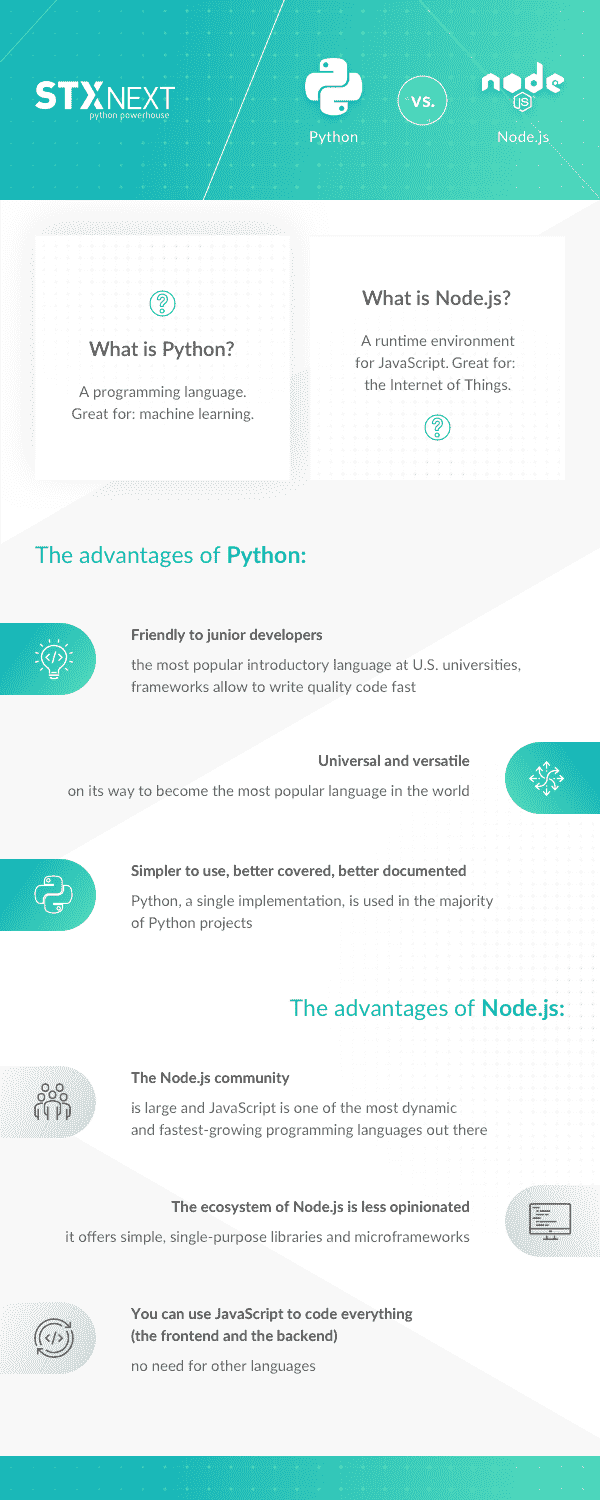 STXNEXT
python powerhouse
Python
vs.
node
JS
Node.js
What is Python?
A programming language.
Great for: machine learning.
What is Node.js?
A runtime environment
for JavaScript. Great for:
the Internet of Things.
The advantages of Python:
Friendly to junior developers
the most popular introductory language at U.S. universities,
frameworks allow to write quality code fast
Universal and versatile
on its way to become the most popular language in the world
Simpler to use, better covered, better documented
Python, a single implementation, is used in the majority
of Python projects
The advantages of Node.js:
The Node.js community
is large and JavaScript is one of the most dynamic
and fastest-growing programming languages out there
The ecosystem of Node.js is less opinionated
it offers simple, single-purpose libraries and microframeworks
You can use JavaScript to code everything
(the frontend and the backend)
no need for other languages